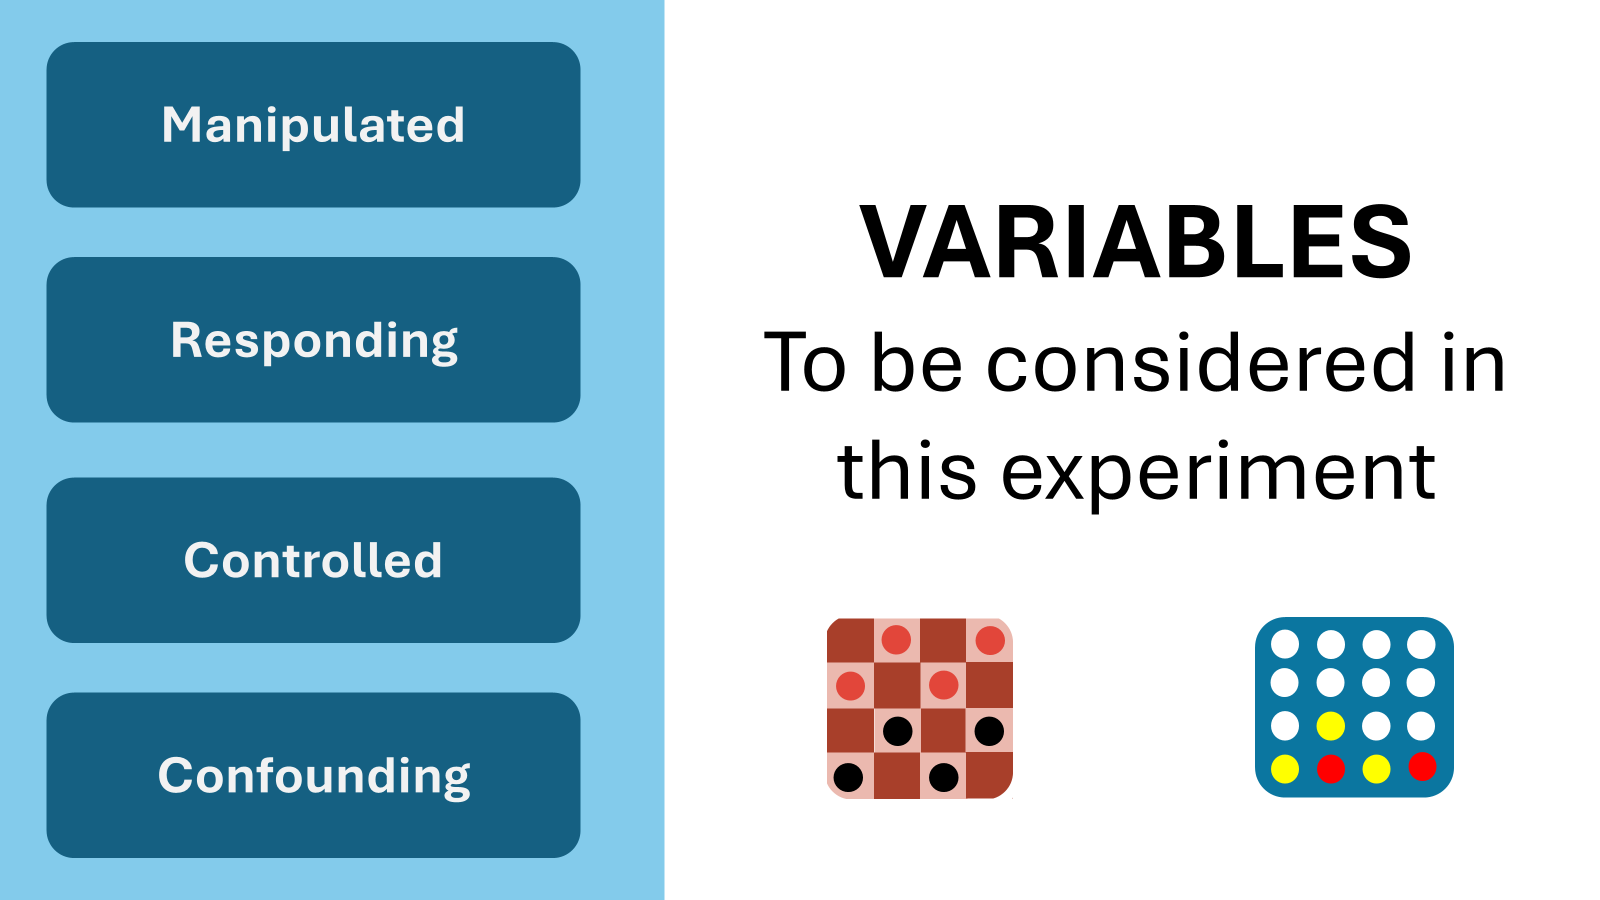 Manipulated
Responding
Controlled
Confounding
VARIABLES
To be considered in
this experiment